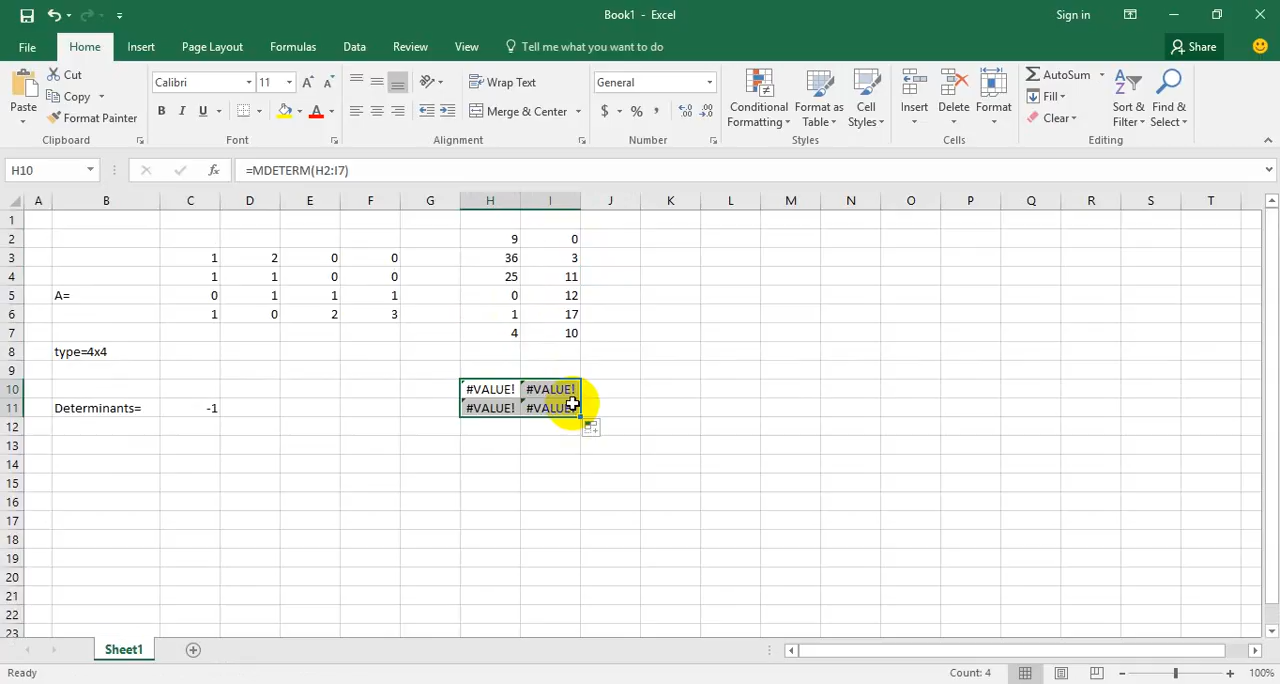 Book1 - Excel
Sign in
File Home Insert Page Layout Formulas Data Review View Tell me what you want to do Share
Paste Cut Copy Format Painter Clipboard
Calibri 11 A A B I U A Font
Wrap Text Merge & Center Alignment
General $ % , Number
Conditional Formatting Format as Table Cell Styles Styles
Insert Delete Format Cells
AutoSum Fill Clear Sort & Filter Find & Select Editing
H10 fx =MDETERM(H2:I7)
A B C D E F G H I J K L M N O P Q R S T
1
2 9 0
3 1 2 0 0 36 3
4 1 1 0 0 25 11
5 A= 0 1 1 1 0 12
6 1 0 2 3 1 17
7 4 10
8 type=4x4
9
10 #VALUE! #VALUE!
11 Determinants= -1 #VALUE!
12
13
14
15
16
17
18
19
20
21
22
23
Sheet1
Ready Count: 4 100%